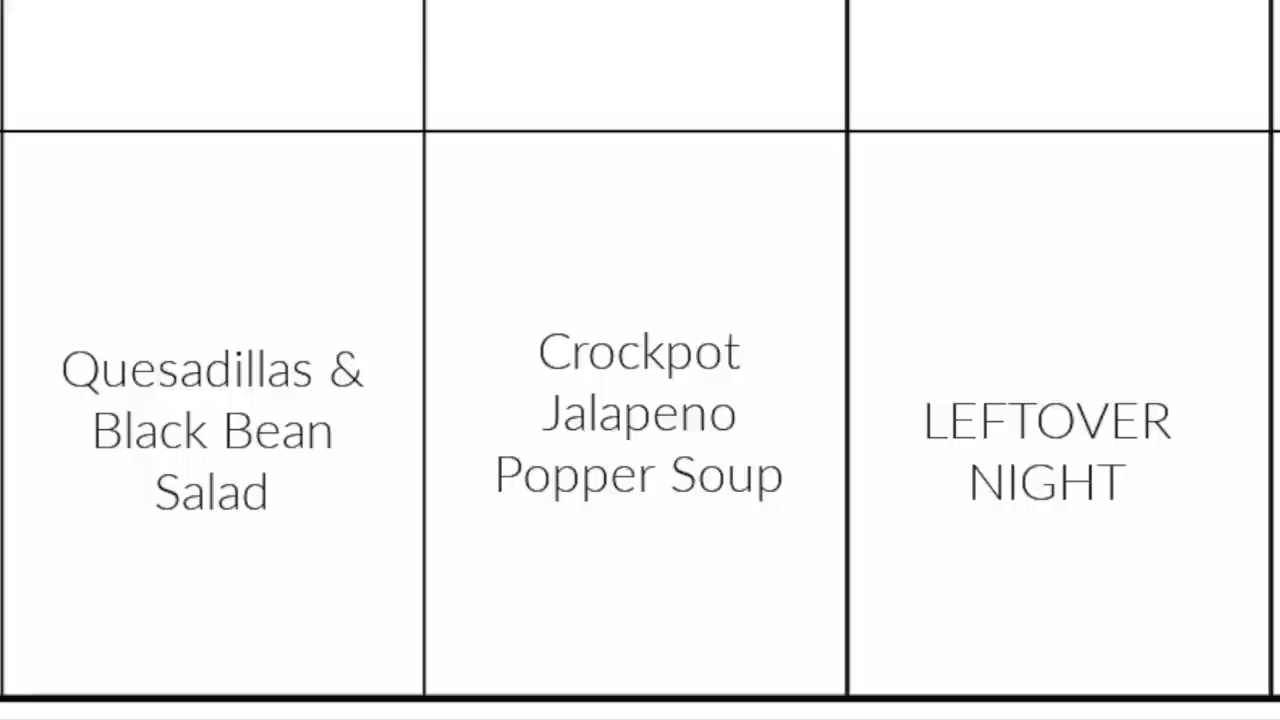 Quesadillas &
Black Bean
Salad
Crockpot
Jalapeno
Popper Soup
LEFTOVER
NIGHT